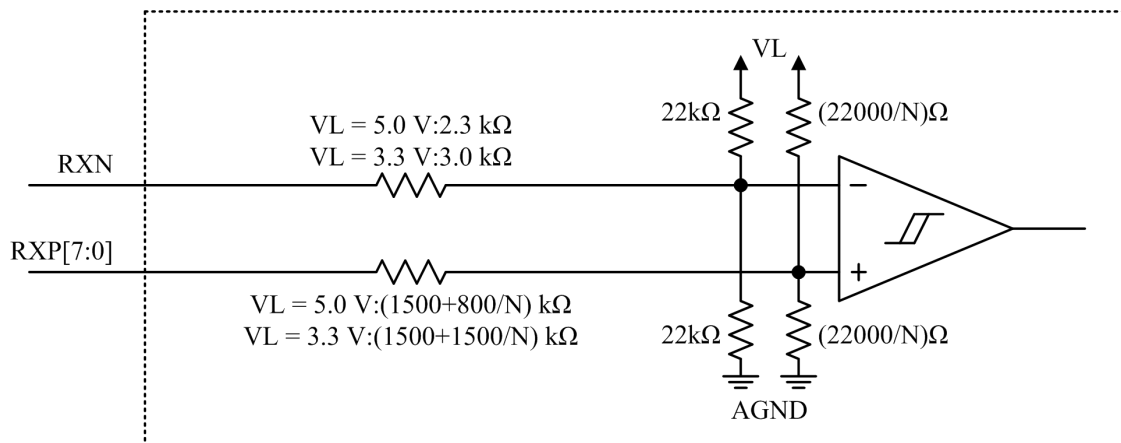 VL
22kΩ
(22000/N)Ω
VL = 5.0 V:2.3 kΩ
VL = 3.3 V:3.0 kΩ
RXN
−
RXP[7:0]
+
VL = 5.0 V:(1500+800/N) kΩ
VL = 3.3 V:(1500+1500/N) kΩ
22kΩ
(22000/N)Ω
AGND